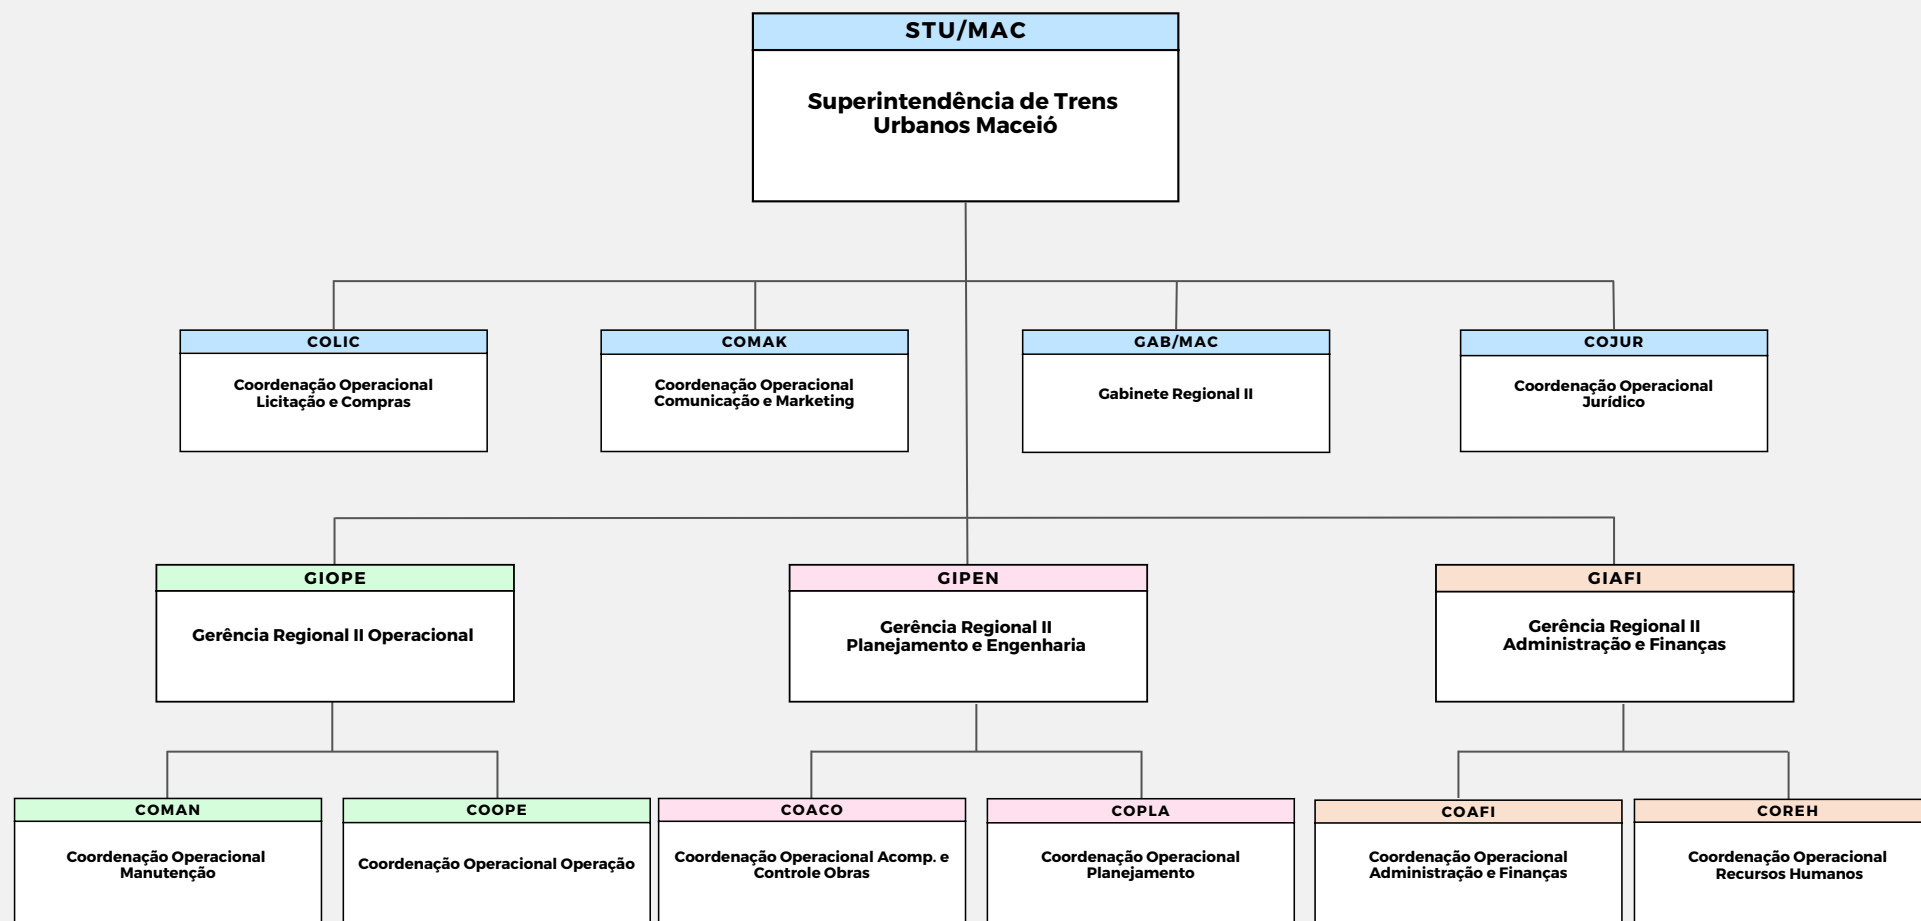 STU/MAC
Superintendência de Trens
Urbanos Maceió
COLIC
Coordenação Operacional
Licitação e Compras
COMAK
Coordenação Operacional
Comunicação e Marketing
GAB/MAC
Gabinete Regional II
COJUR
Coordenação Operacional
Jurídico
GIOPE
Gerência Regional II Operacional
GIPEN
Gerência Regional II
Planejamento e Engenharia
GIAFI
Gerência Regional II
Administração e Finanças
COMAN
Coordenação Operacional
Manutenção
COOPE
Coordenação Operacional Operação
COACO
Coordenação Operacional Acomp. e
Controle Obras
COPLA
Coordenação Operacional
Planejamento
COAFI
Coordenação Operacional
Administração e Finanças
COREH
Coordenação Operacional
Recursos Humanos